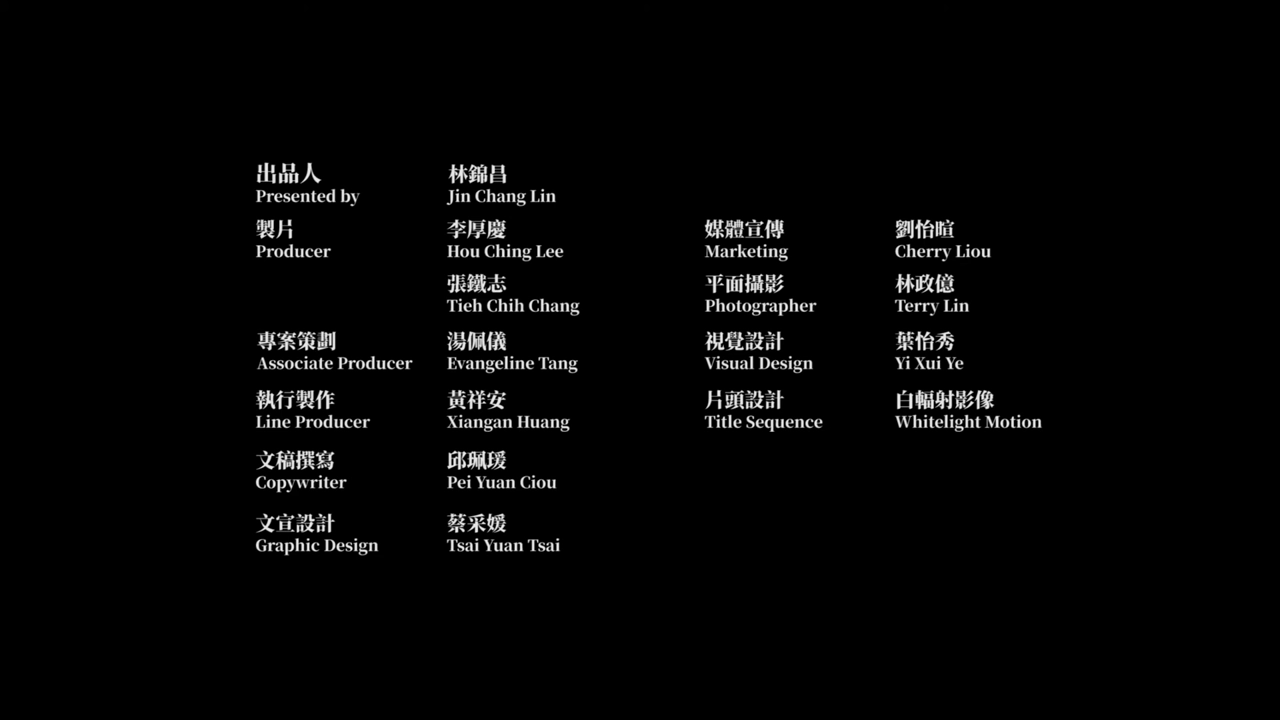 出品人 林錦昌
Presented by Jin Chang Lin
製片 李厚慶
Producer Hou Ching Lee
張鐵志
Tieh Chih Chang
專案策劃 湯佩儀
Associate Producer Evangeline Tang
執行製作 黃祥安
Line Producer Xiangan Huang
文稿撰寫 邱珮瑗
Copywriter Pei Yuan Ciou
文宣設計 蔡采媛
Graphic Design Tsai Yuan Tsai
媒體宣傳 劉怡暄
Marketing Cherry Liou
平面攝影 林政億
Photographer Terry Lin
視覺設計 葉怡秀
Visual Design Yi Xui Ye
片頭設計 白輻射影像
Title Sequence Whitelight Motion